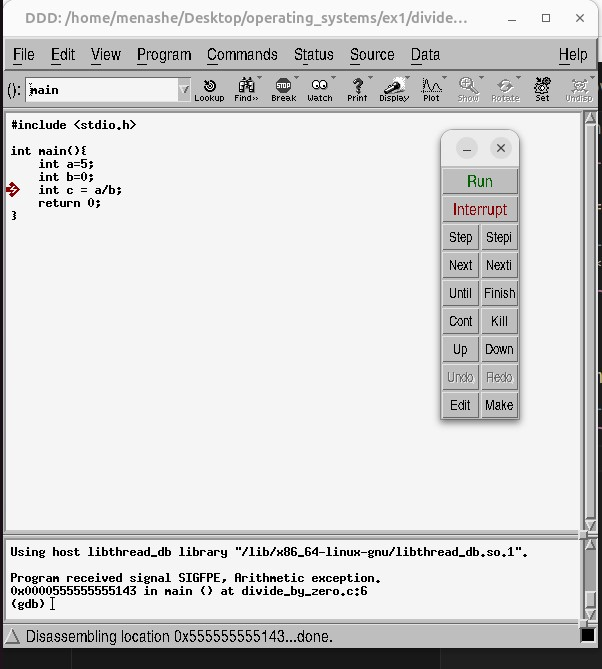 DDD: /home/menashe/Desktop/operating_systems/ex1/divide...
File Edit View Program Commands Status Source Data Help
(): main Lookup Find>> Break Watch Print Display Plot Show Rotate Set Undisp
STOP
#include <stdio.h>
int main(){
int a=5;
int b=0;
int c = a/b;
return 0;
}
Run
Interrupt
Step Stepi
Next Nexti
Until Finish
Cont Kill
Up Down
Undo Redo
Edit Make
Using host libthread_db library "/lib/x86_64-linux-gnu/libthread_db.so.1".
Program received signal SIGFPE, Arithmetic exception.
0x0000555555555143 in main () at divide_by_zero.c:6
(gdb)
Disassembling location 0x555555555143...done.